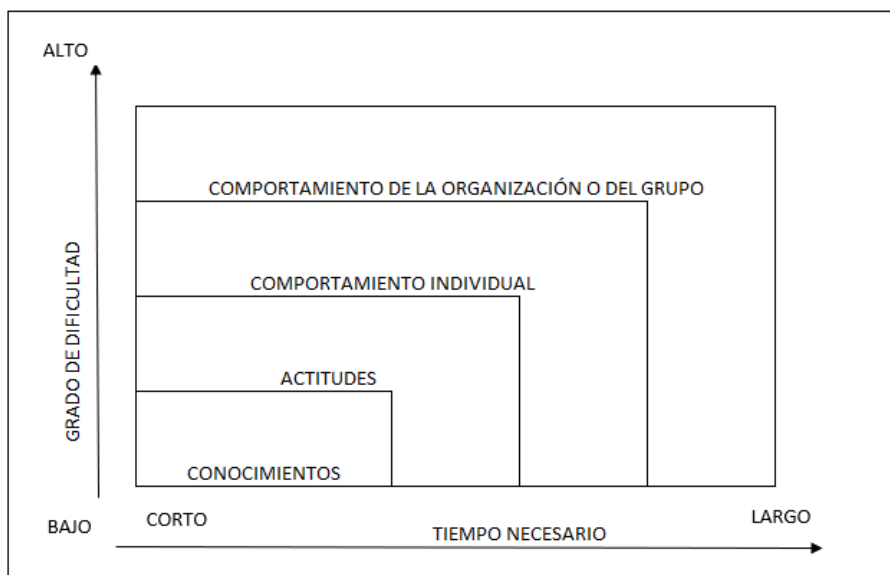 ALTO
COMPORTAMIENTO DE LA ORGANIZACIÓN O DEL GRUPO
COMPORTAMIENTO INDIVIDUAL
GRADO DE DIFICULTAD
ACTITUDES
CONOCIMIENTOS
BAJO
CORTO
TIEMPO NECESARIO
LARGO